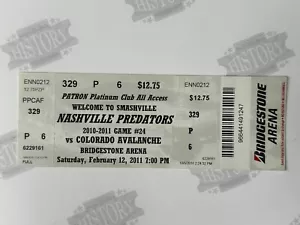 ENN0212
329
P
6
$12.75
ENN0212
PATRON Platinum Club All Access
$12.75
PPCAF
WELCOME TO SMASHVILLE
329
NASHVILLE PREDATORS
329
2010-2011 GAME #24
P
P 6
vs COLORADO AVALANCHE
6
6229161
BRIDGESTONE ARENA
Saturday, February 12, 2011 7:00 PM
BRIDGESTONE
ARENA
HISTORY